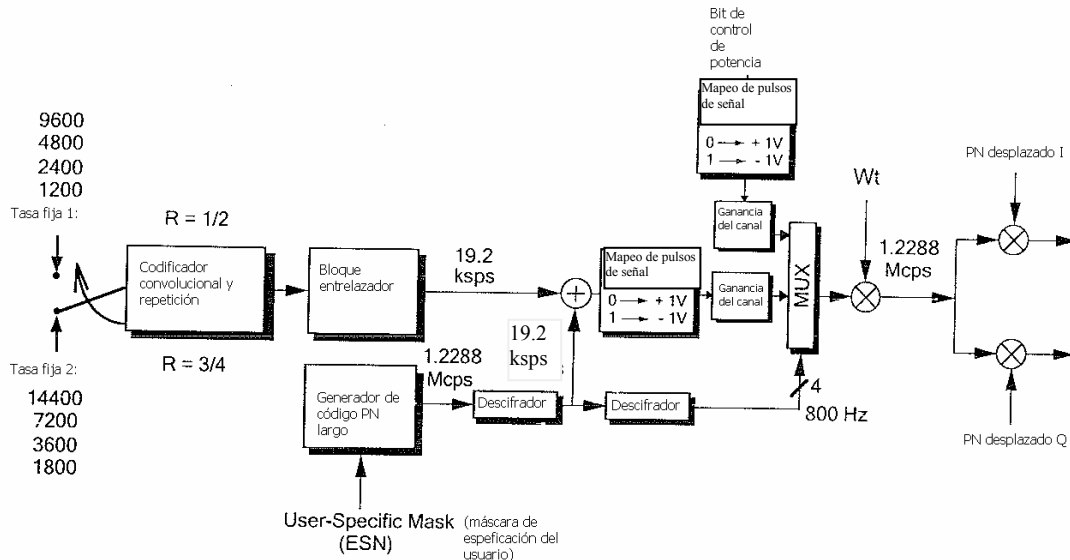 Bit de
control
de
potencia
Mapeo de pulsos
de señal
0 → + 1V
1 → - 1V
9600
4800
2400
1200
Tasa fija 1:
R = 1/2
Codificador
convolucional y
repetición
R = 3/4
Tasa fija 2:
14400
7200
3600
1800
Bloque
entrelazador
19.2
ksps
Mapeo de pulsos
de señal
0 → + 1V
1 → - 1V
19.2
ksps
Ganancia
del canal
Ganancia
del canal
MUX
Wt
1.2288
Mcps
PN desplazado I
PN desplazado Q
Generador de
código PN
largo
1.2288
Mcps
Descifrador
Descifrador
4
800 Hz
User-Specific Mask
(ESN)
(máscara de
espeficación del
usuario)